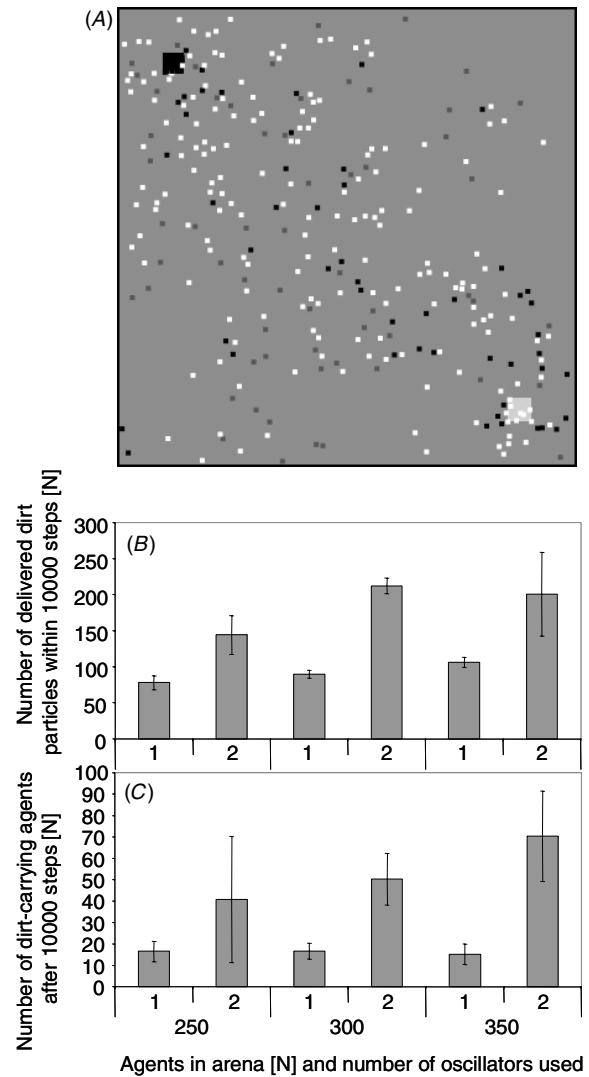 (A)
Number of delivered dirt
particles within 10000 steps [N]
300
250
200
150
100
50
0
(B)
1 2 1 2 1 2
Number of dirt-carrying agents
after 10000 steps [N]
100
90
80
70
60
50
40
30
20
10
0
(C)
1 2 1 2 1 2
250 300 350
Agents in arena [N] and number of oscillators used